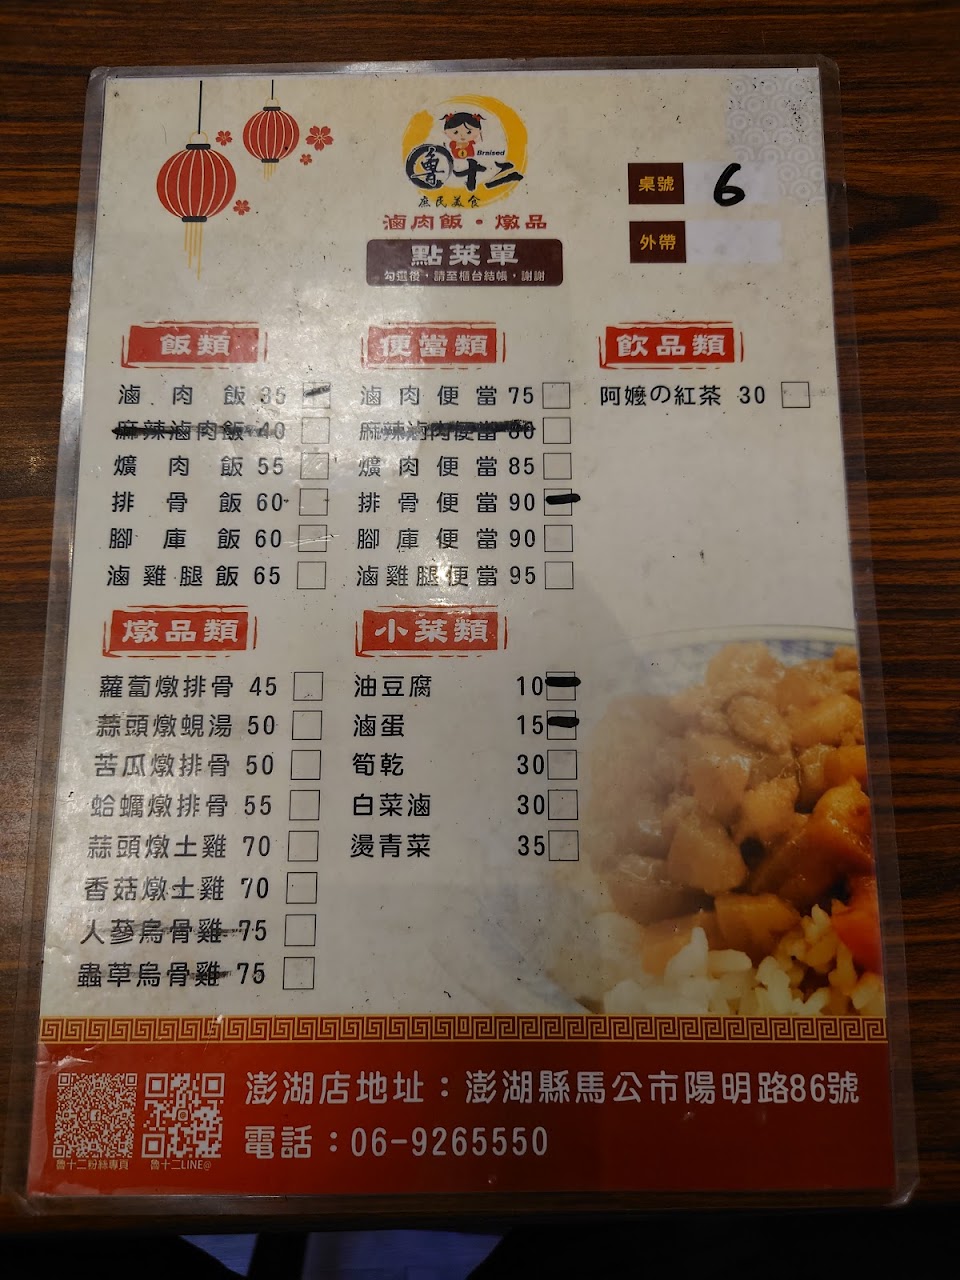 Braised
魯十二
庶民美食
滷肉飯・燉品
點菜單
勾選後・請至櫃台結帳・謝謝
桌號 6
外帶
飯類
滷肉飯 35
麻辣滷肉飯 40
爌肉飯 55
排骨飯 60
腳庫飯 60
滷雞腿飯 65
便當類
滷肉便當 75
麻辣滷肉便當 80
爌肉便當 85
排骨便當 90
腳庫便當 90
滷雞腿便當 95
飲品類
阿嬤の紅茶 30
燉品類
蘿蔔燉排骨 45
蒜頭燉蜆湯 50
苦瓜燉排骨 50
蛤蠣燉排骨 55
蒜頭燉土雞 70
香菇燉土雞 70
人蔘烏骨雞 75
蟲草烏骨雞 75
小菜類
油豆腐 10
滷蛋 15
筍乾 30
白菜滷 30
燙青菜 35
澎湖店地址：澎湖縣馬公市陽明路86號
電話：06-9265550
魯十二粉絲專頁
魯十二LINE@